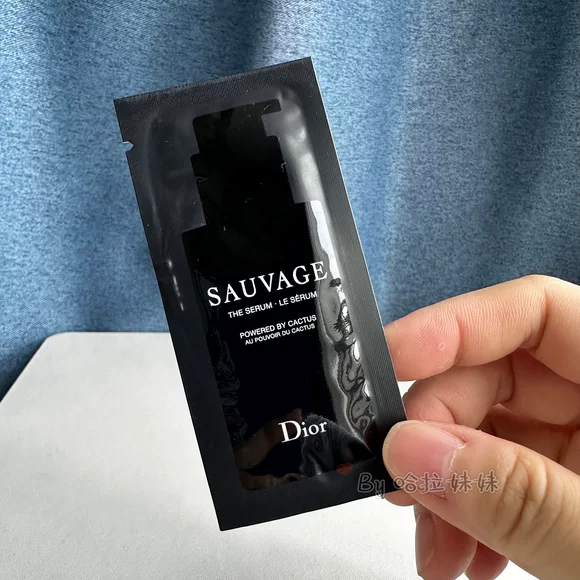 SAUVAGE
THE SERUM · LE SÉRUM
POWERED BY CACTUS
AU POUVOIR DU CACTUS
Dior
By 哈拉妹妹